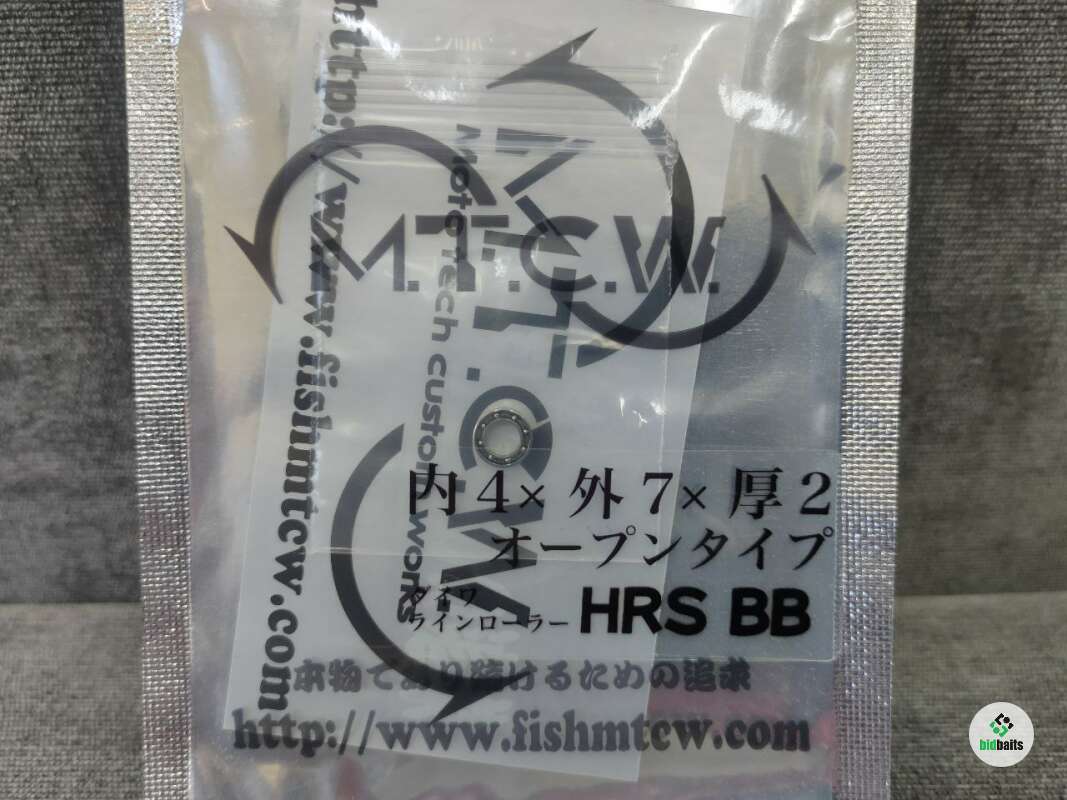 M.T.C.W.
Moto Tech custom works
http://www.fishmtcw.com
内4×外7×厚2
オープンタイプ
ダイワ
ラインローラー HRS BB
本物であり続けるための追求
http://www.fishmtcw.com
bidbaits